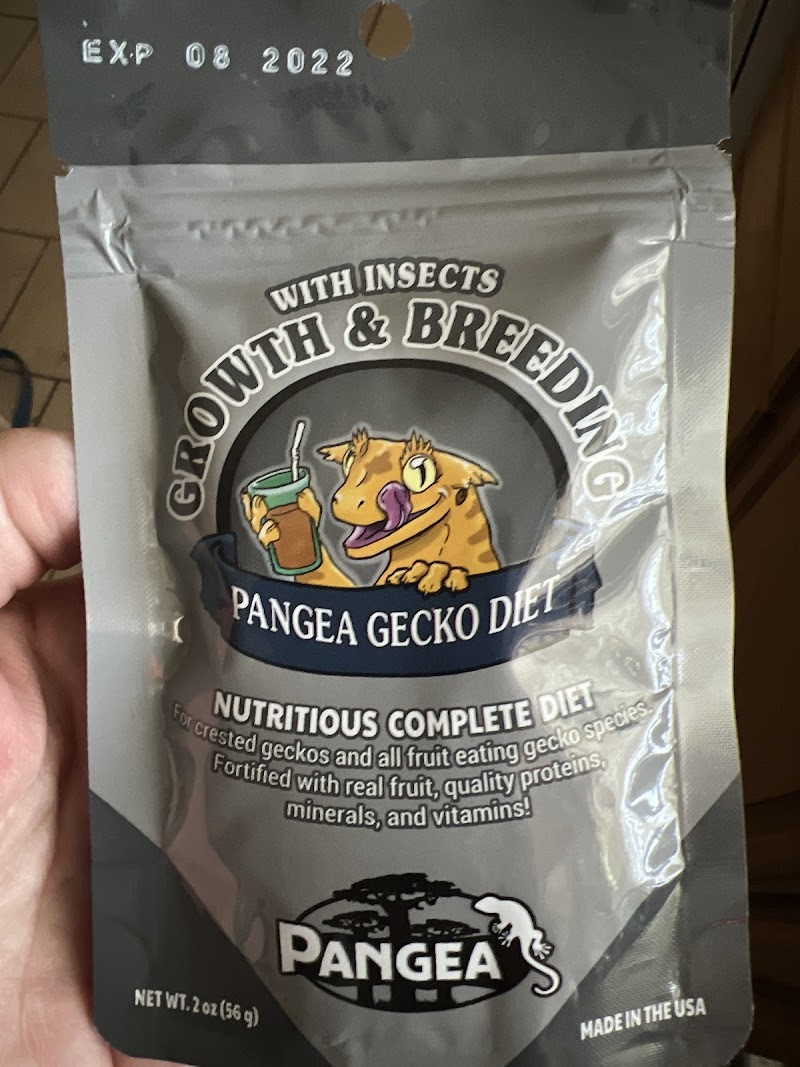 EXP 08 2022
WITH INSECTS
GROWTH & BREEDING
PANGEA GECKO DIET
NUTRITIOUS COMPLETE DIET
For crested geckos and all fruit eating gecko species.
Fortified with real fruit, quality proteins,
minerals, and vitamins!
PANGEA
NET WT. 2 oz (56 g)
MADE IN THE USA